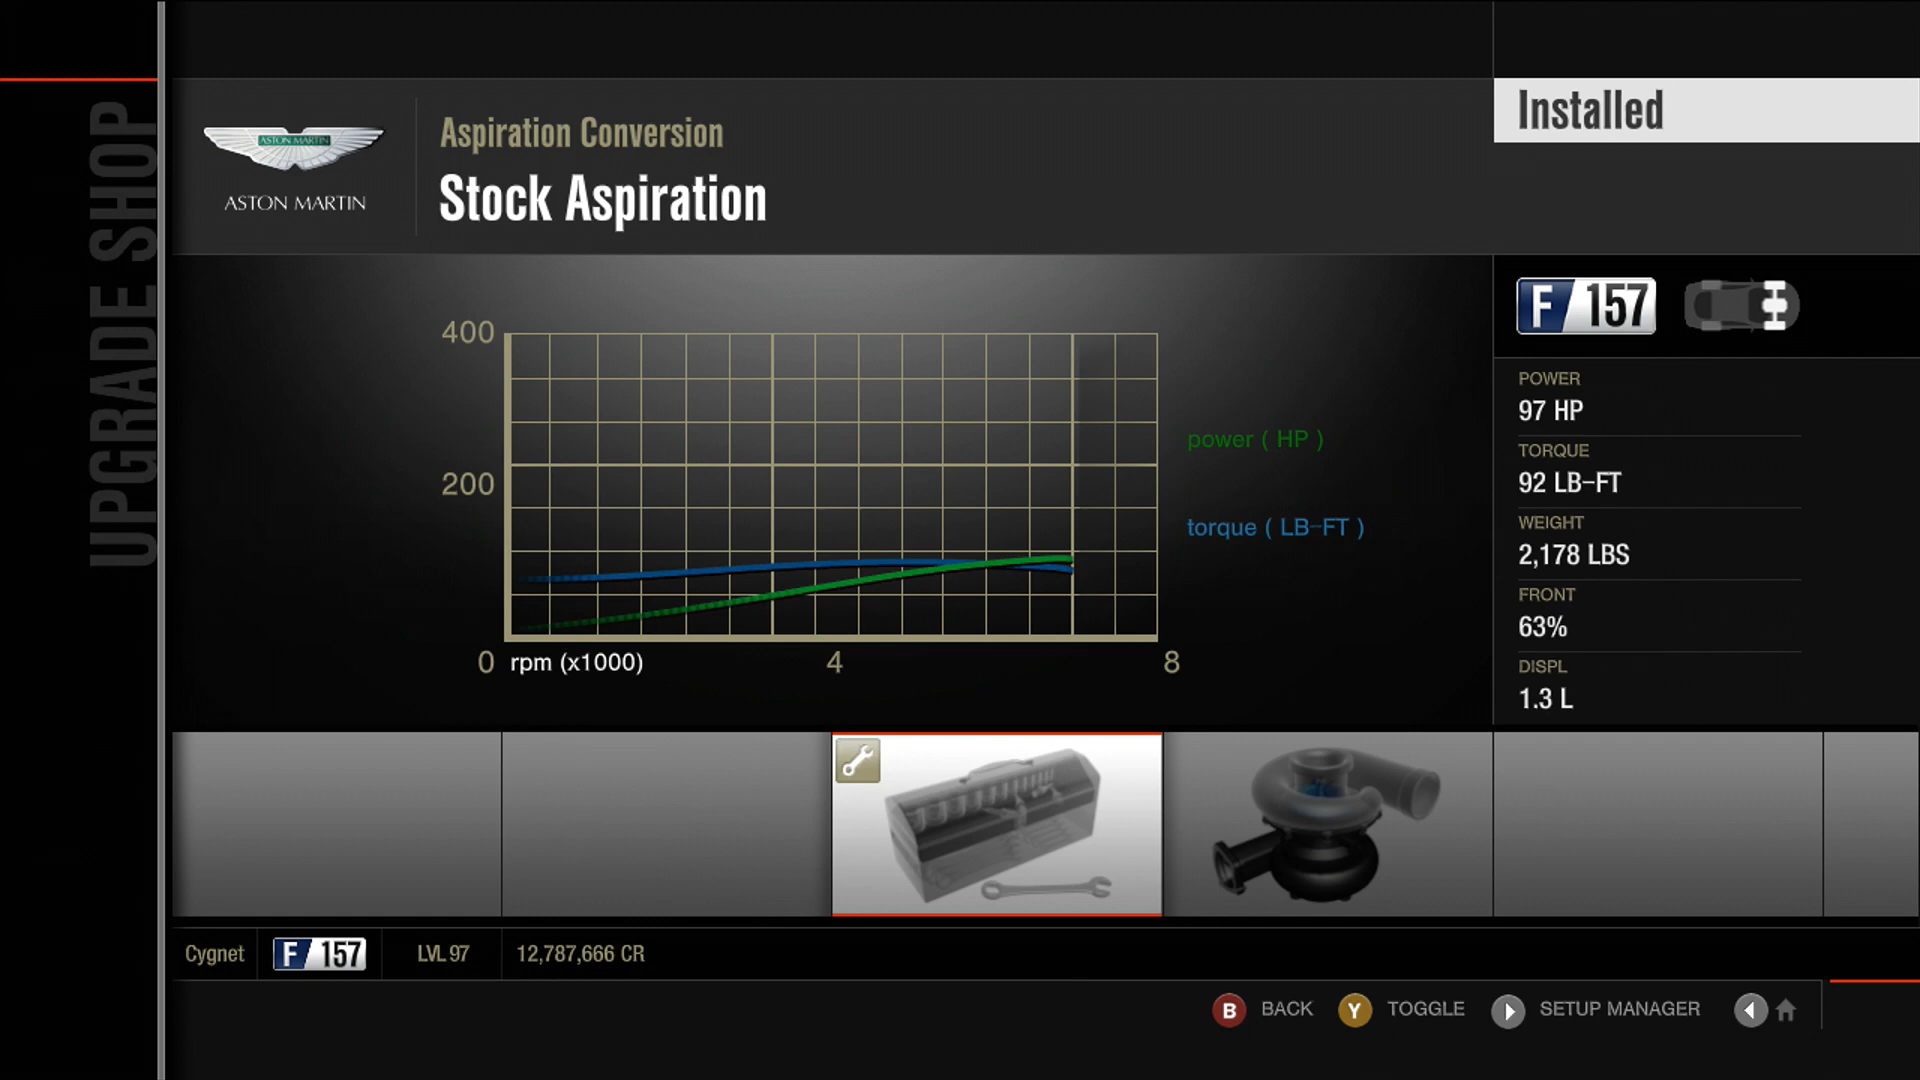 UPGRADE SHOP
ASTON MARTIN
ASTON MARTIN
Aspiration Conversion
Stock Aspiration
Installed
F 157
POWER
97 HP
TORQUE
92 LB-FT
WEIGHT
2,178 LBS
FRONT
63%
DISPL
1.3 L
400
200
0 rpm (x1000) 4 8
power ( HP )
torque ( LB-FT )
Cygnet F 157 LVL 97 12,787,666 CR
B BACK Y TOGGLE SETUP MANAGER